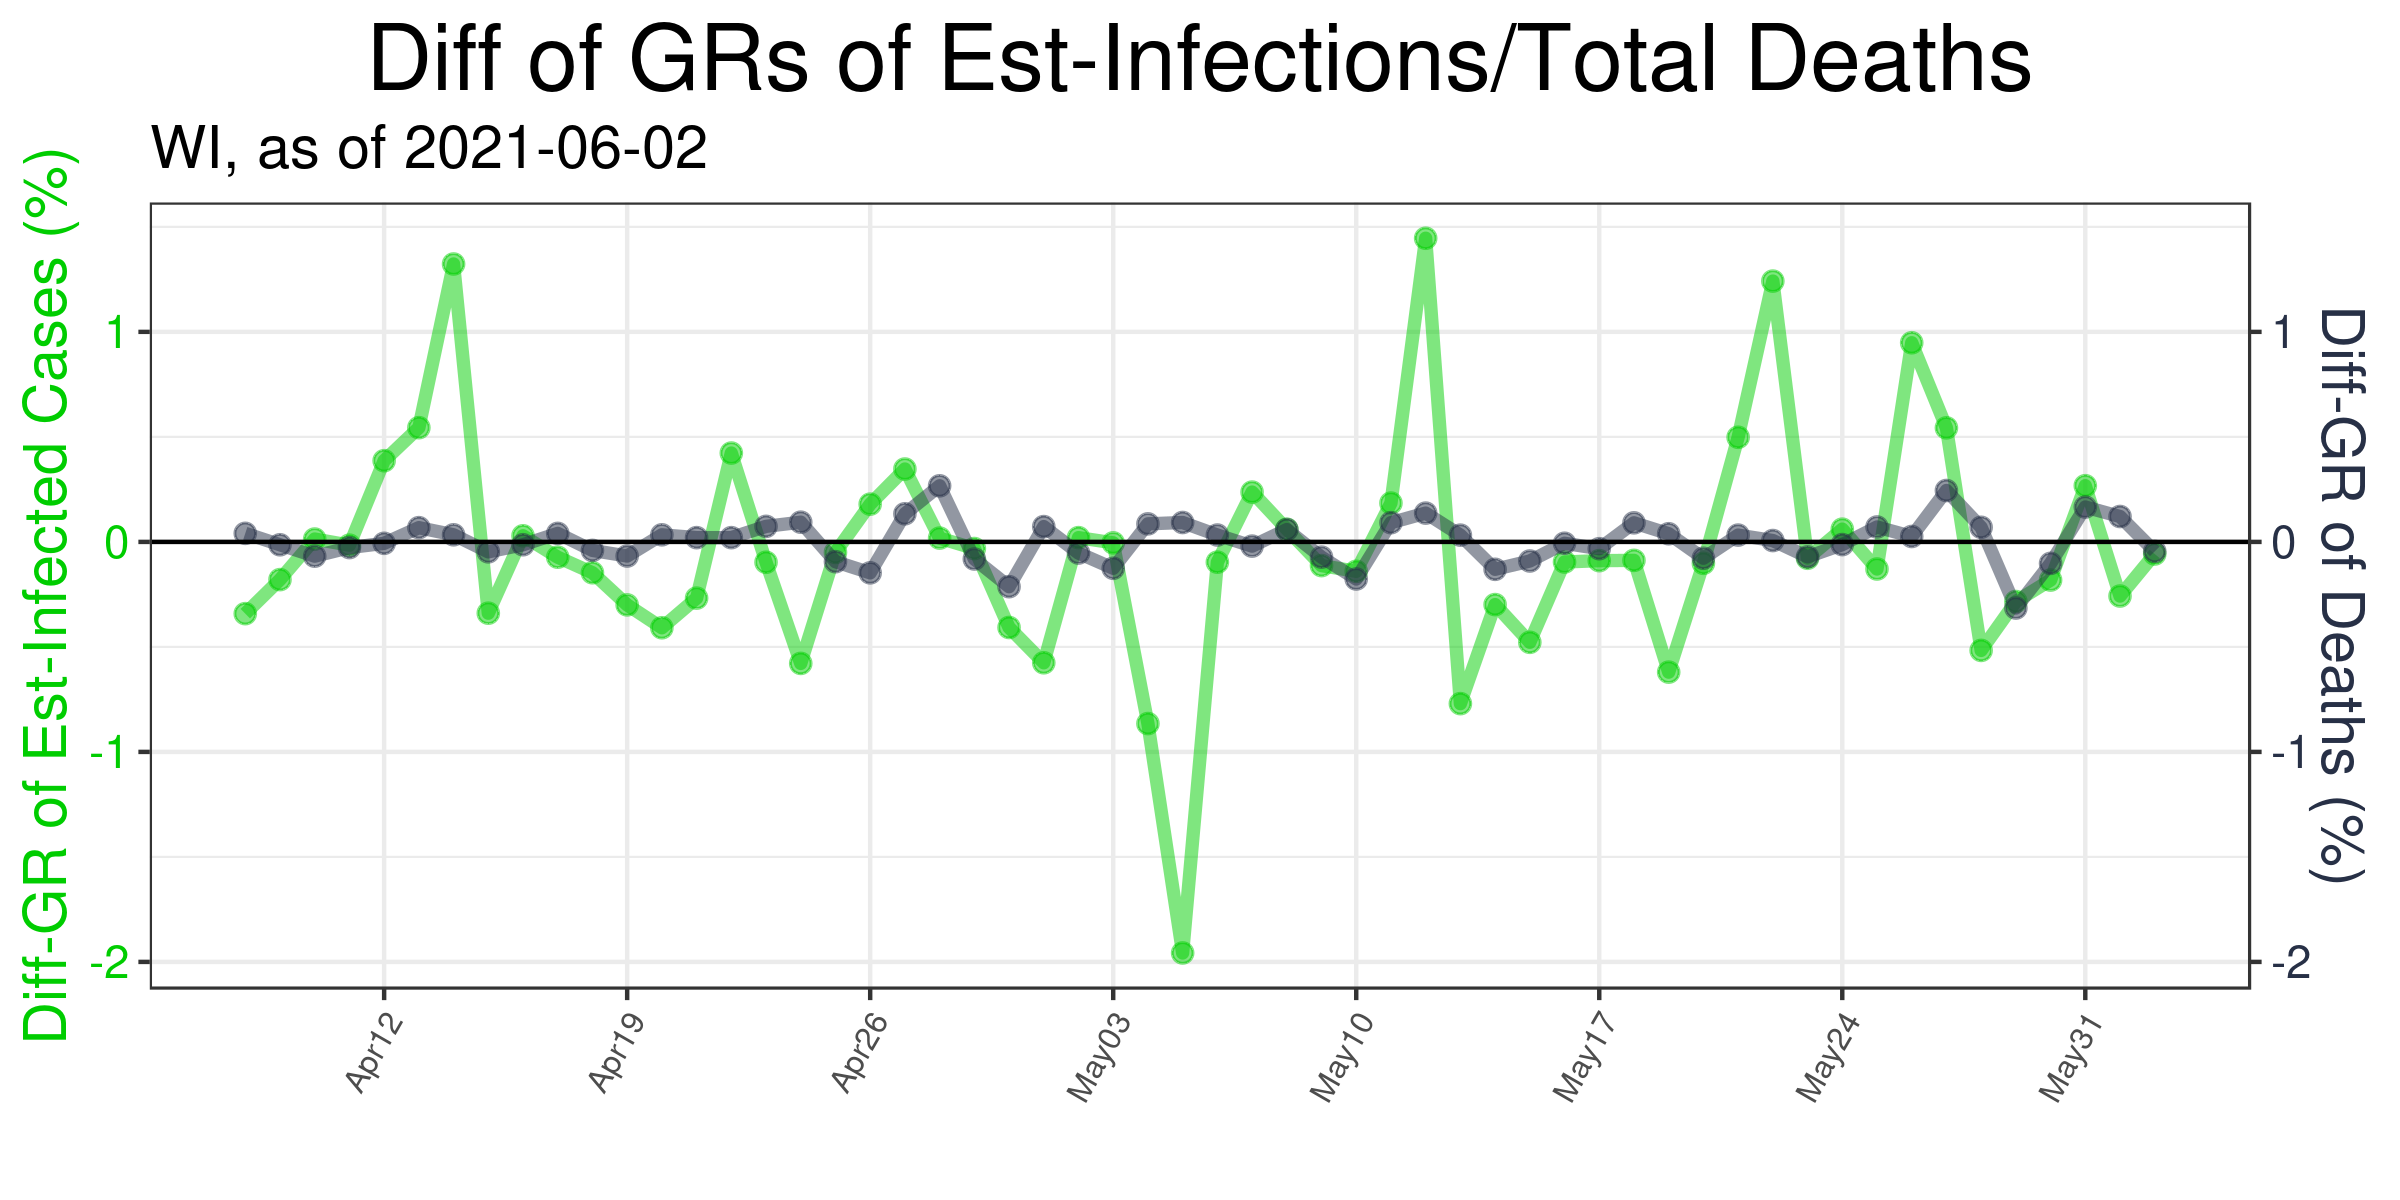 Diff of GRs of Est-Infections/Total Deaths
WI, as of 2021-06-02
Diff-GR of Est-Infected Cases (%)
1
0
-1
-2
1
0
-1
-2
Diff-GR of Deaths (%)
Apr12
Apr19
Apr26
May03
May10
May17
May24
May31